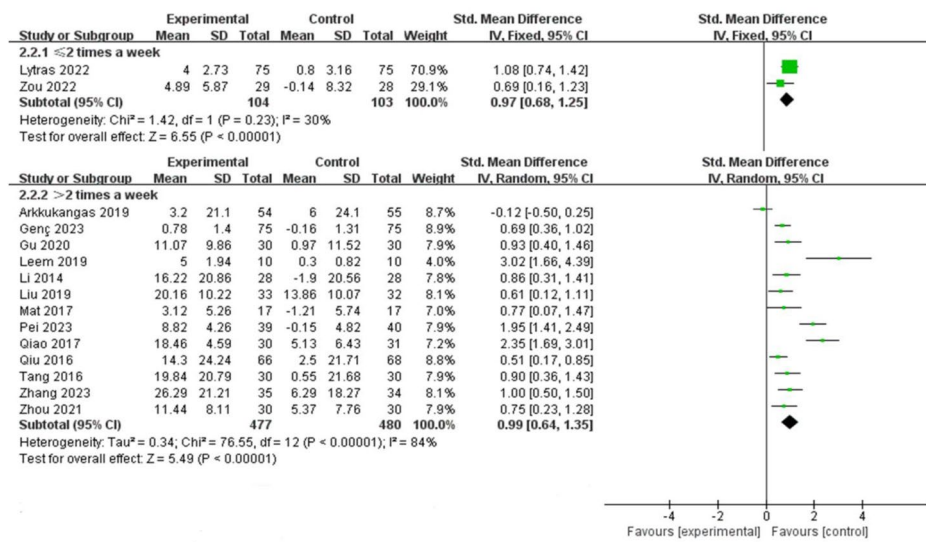 Experimental Control Std. Mean Difference Std. Mean Difference
Study or Subgroup Mean SD Total Mean SD Total Weight IV, Fixed, 95% CI IV, Fixed, 95% CI
2.2.1 ≤2 times a week
Lytras 2022 4 2.73 75 0.8 3.16 75 70.9% 1.08 [0.74, 1.42]
Zou 2022 4.89 5.87 29 -0.14 8.32 28 29.1% 0.69 [0.16, 1.23]
Subtotal (95% CI) 104 103 100.0% 0.97 [0.68, 1.25]
Heterogeneity: Chi² = 1.42, df = 1 (P = 0.23); I² = 30%
Test for overall effect: Z = 6.55 (P < 0.00001)
Experimental Control Std. Mean Difference Std. Mean Difference
Study or Subgroup Mean SD Total Mean SD Total Weight IV, Random, 95% CI IV, Random, 95% CI
2.2.2 >2 times a week
Arkkukangas 2019 3.2 21.1 54 6 24.1 55 8.7% -0.12 [-0.50, 0.25]
Genç 2023 0.78 1.4 75 -0.16 1.31 75 8.9% 0.69 [0.36, 1.02]
Gu 2020 11.07 9.86 30 0.97 11.52 30 7.9% 0.93 [0.40, 1.46]
Leem 2019 5 1.94 10 0.3 0.82 10 4.0% 3.02 [1.66, 4.39]
Li 2014 16.22 20.86 28 -1.9 20.56 28 7.8% 0.86 [0.31, 1.41]
Liu 2019 20.16 10.22 33 13.86 10.07 32 8.1% 0.61 [0.12, 1.11]
Mat 2017 3.12 5.26 17 -1.21 5.74 17 6.9% 0.77 [0.07, 1.47]
Pei 2023 8.82 4.26 39 -0.15 4.82 40 7.9% 1.95 [1.41, 2.49]
Qiao 2017 18.46 4.59 30 5.13 6.43 31 7.2% 2.35 [1.69, 3.01]
Qiu 2016 14.3 24.24 66 2.5 21.71 68 8.9% 0.51 [0.17, 0.85]
Tang 2016 19.84 20.79 30 0.55 21.68 30 7.9% 0.90 [0.36, 1.43]
Zhang 2023 26.29 21.21 35 6.29 18.27 34 8.1% 1.00 [0.50, 1.50]
Zhou 2021 11.44 8.11 30 5.37 7.76 30 7.9% 0.75 [0.23, 1.28]
Subtotal (95% CI) 477 480 100.0% 0.99 [0.64, 1.35]
Heterogeneity: Tau² = 0.34; Chi² = 76.55, df = 12 (P < 0.00001); I² = 84%
Test for overall effect: Z = 5.49 (P < 0.00001)
-4 -2 0 2 4
Favours [experimental] Favours [control]